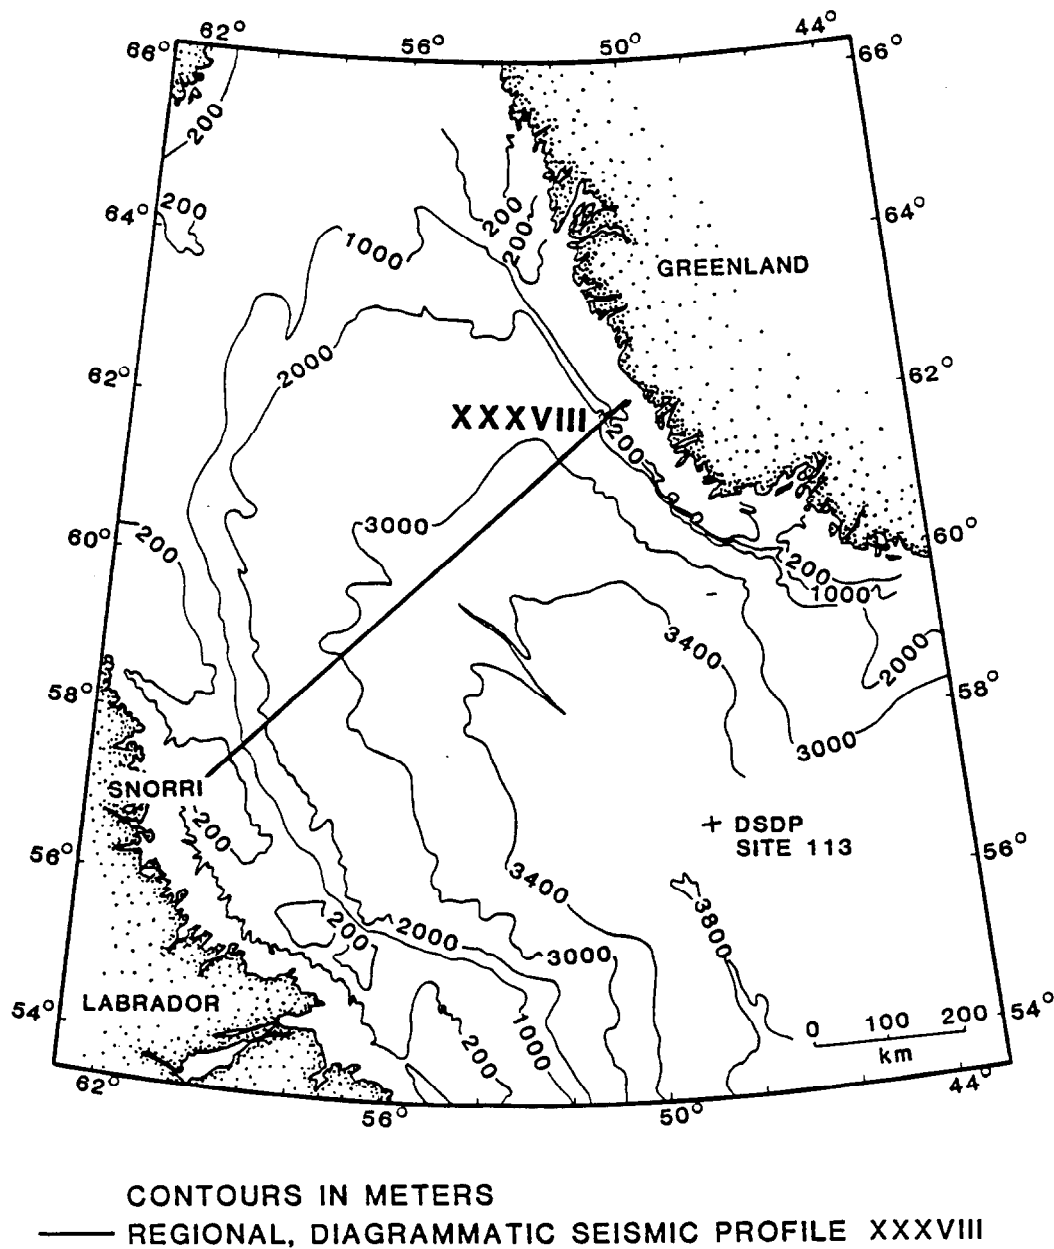 62° 56° 50° 44°
66° 66°
200
64° 200 200 64°
1000 200
GREENLAND
2000
62° 62°
XXXVIII
200
3000
60° 200 60°
200
1000
3400
2000
58° 58°
3000
SNORRI
200
DSDP
SITE 113
56° 56°
3400
3800
200 2000
3000
LABRADOR
54° 54°
0 100 200
km
200 1000
62° 56° 50° 44°
CONTOURS IN METERS
REGIONAL, DIAGRAMMATIC SEISMIC PROFILE XXXVIII